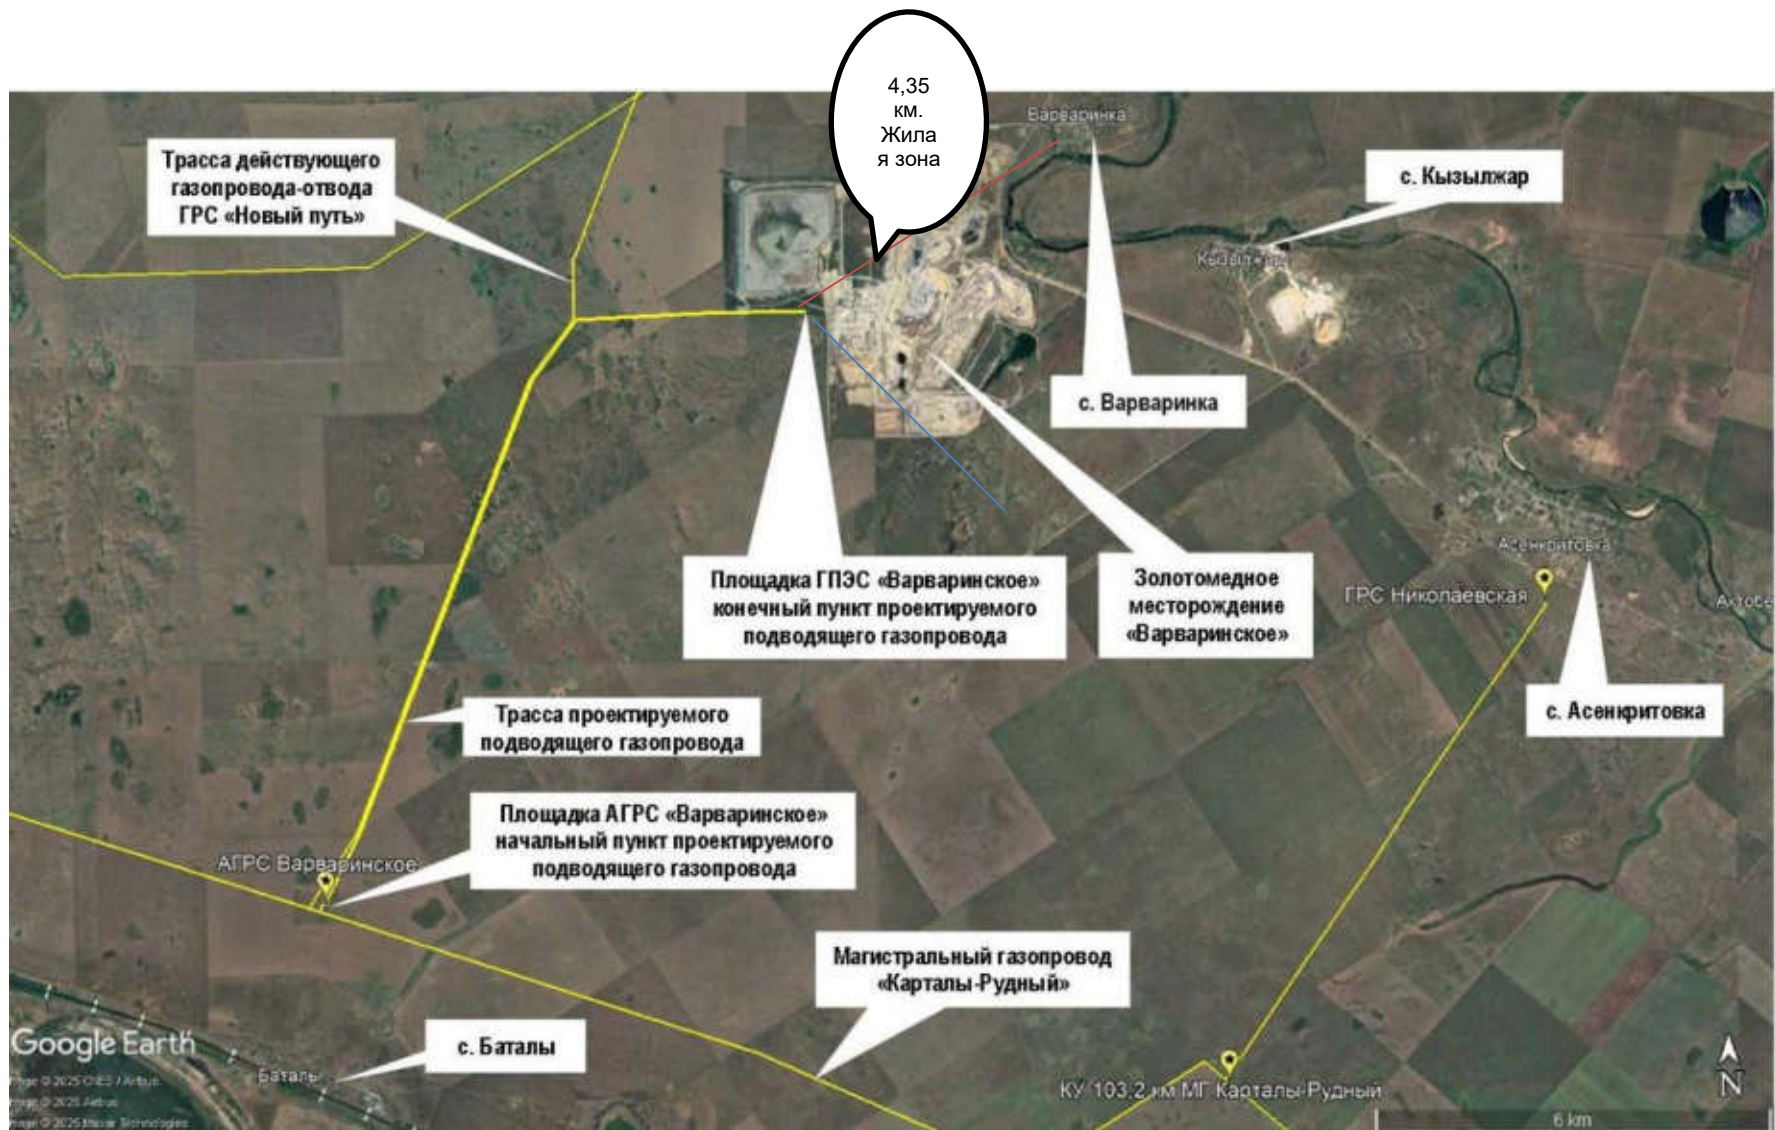 4,35
км.
Жила
я зона
Варваринка
Трасса действующего
газопровода-отвода
ГРС «Новый путь»
с. Кызылжар
с. Варваринка
Площадка ГПЭС «Варваринское»
конечный пункт проектируемого
подводящего газопровода
Золотомедное
месторождение
«Варваринское»
Асенкритовка
ГРС Николаевская
с. Асенкритовка
Трасса проектируемого
подводящего газопровода
Площадка АГРС «Варваринское»
начальный пункт проектируемого
подводящего газопровода
АГРС Варваринское
Магистральный газопровод
«Карталы-Рудный»
с. Баталы
Google Earth
Баталы
КУ 103,2 км МГ Карталы-Рудный
N
6 km